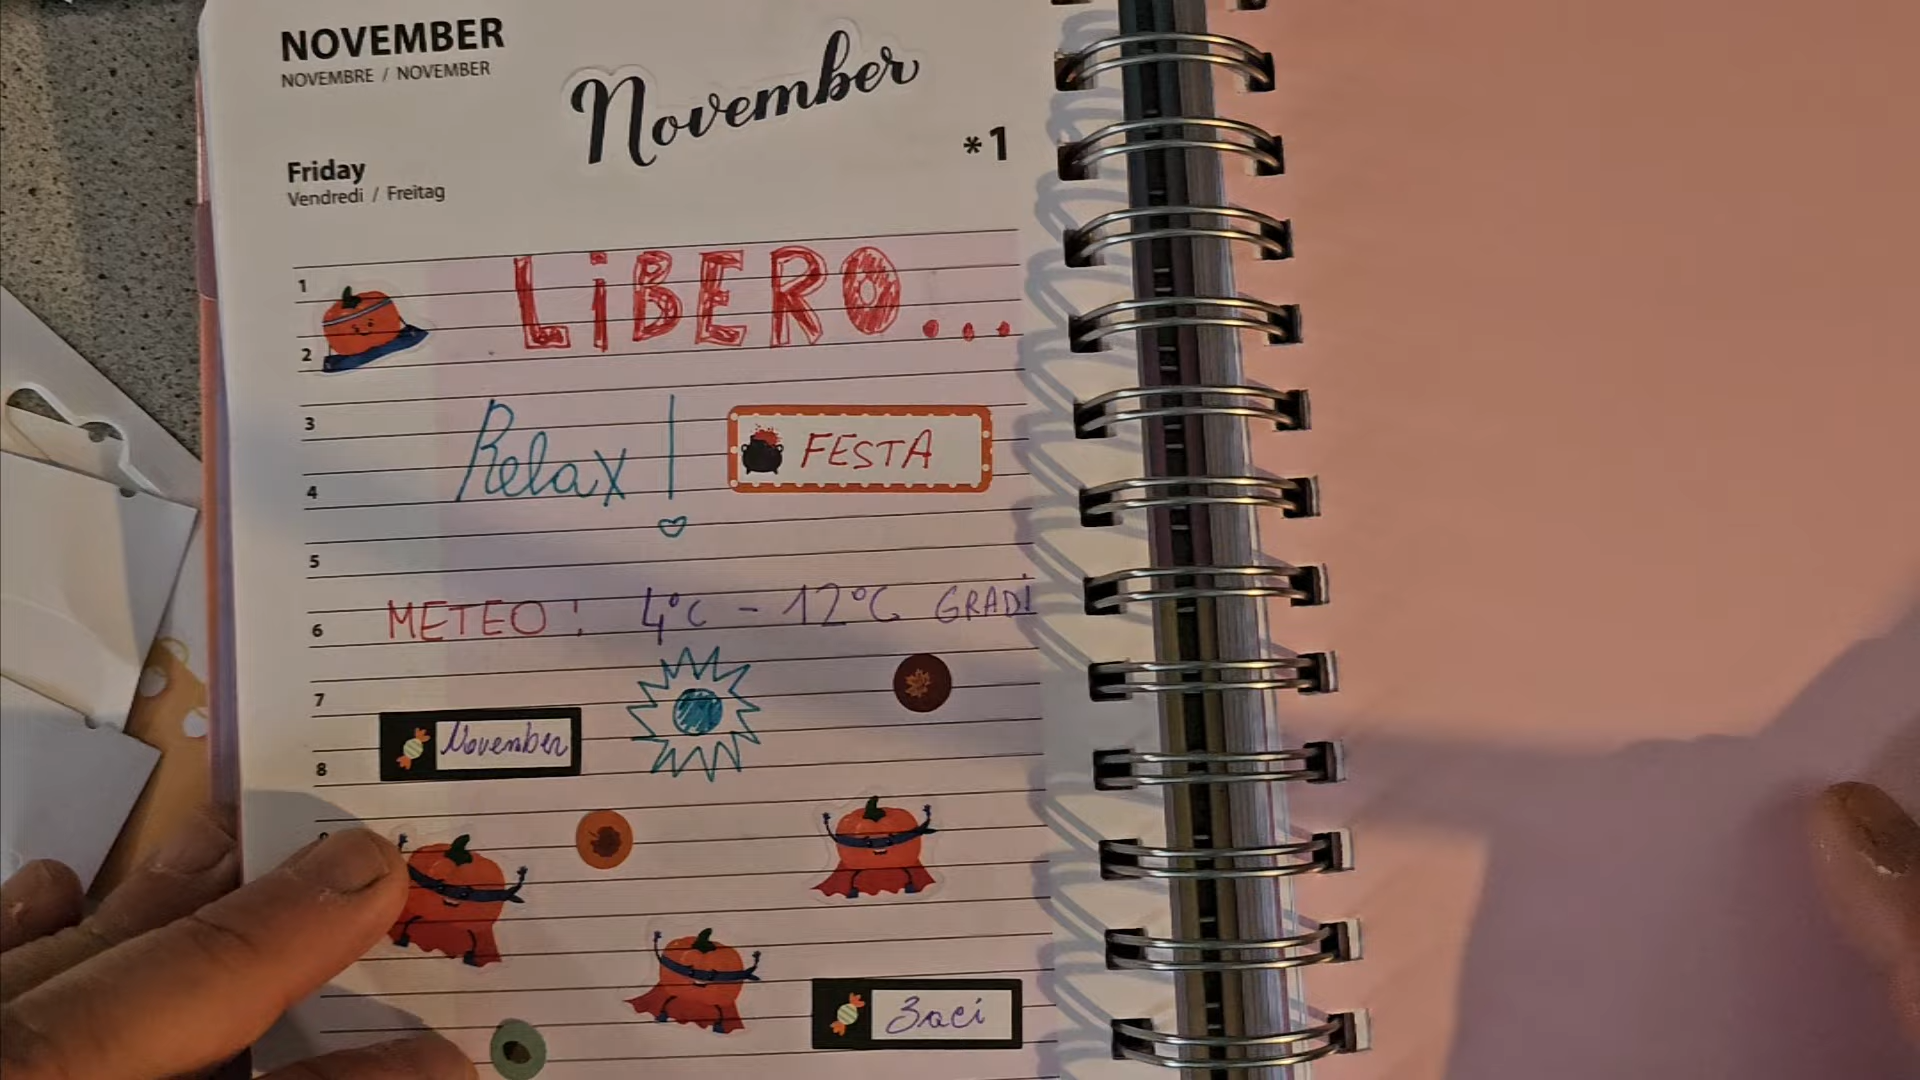 NOVEMBER
NOVEMBRE / NOVEMBER
November
*1
Friday
Vendredi / Freitag
1
LiBERO...
2
3
Relax!
FESTA
4
5
METEO: 4°C - 12°C GRADI
6
7
November
8